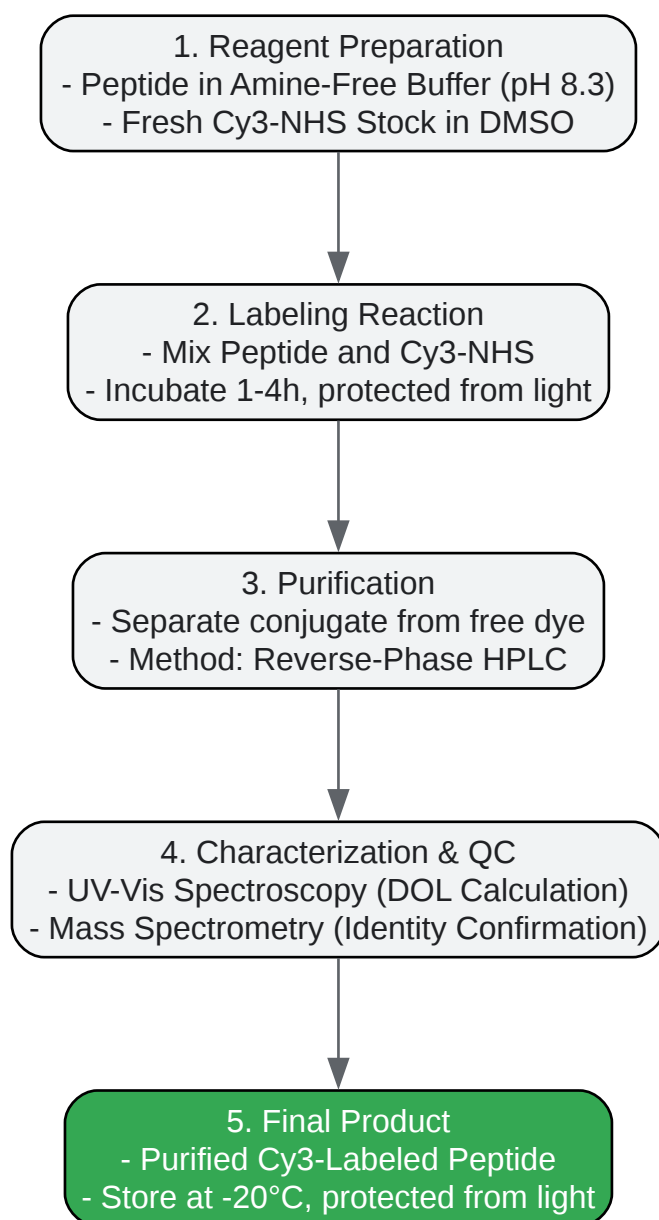 1. Reagent Preparation
- Peptide in Amine-Free Buffer (pH 8.3)
- Fresh Cy3-NHS Stock in DMSO
2. Labeling Reaction
- Mix Peptide and Cy3-NHS
- Incubate 1-4h, protected from light
3. Purification
- Separate conjugate from free dye
- Method: Reverse-Phase HPLC
4. Characterization & QC
- UV-Vis Spectroscopy (DOL Calculation)
- Mass Spectrometry (Identity Confirmation)
5. Final Product
- Purified Cy3-Labeled Peptide
- Store at -20°C, protected from light